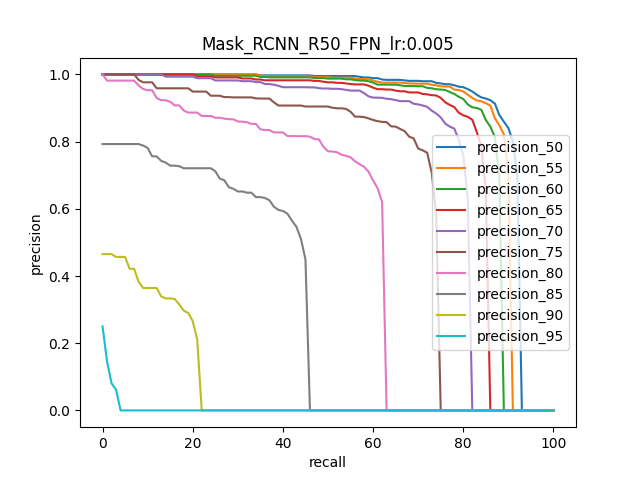 Mask_RCNN_R50_FPN_lr:0.005
1.0
0.8
0.6
0.4
0.2
0.0
precision
precision_50
precision_55
precision_60
precision_65
precision_70
precision_75
precision_80
precision_85
precision_90
precision_95
0 20 40 60 80 100
recall